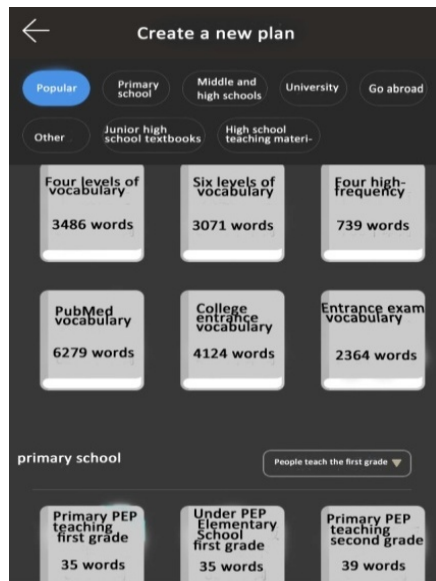 Create a new plan
Popular
Primary
school
Middle and
high schools
University
Go abroad
Other
Junior high
school textbooks
High school
teaching materi-
Four levels of
vocabulary
3486 words
Six levels of
vocabulary
3071 words
Four high-
frequency
739 words
PubMed
vocabulary
6279 words
College
entrance
vocabulary
4124 words
Entrance exam
vocabulary
2364 words
primary school
People teach the first grade
Primary PEP
teaching
first grade
35 words
Under PEP
Elementary
School
first grade
35 words
Primary PEP
teaching
second grade
39 words